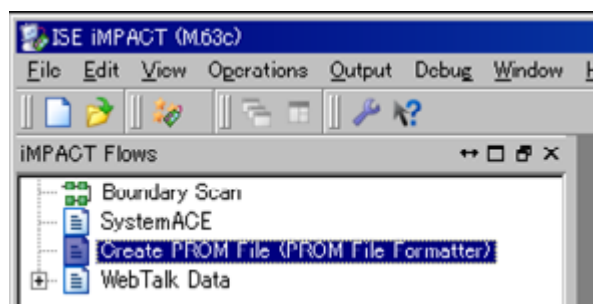 ISE iMPACT (M.63c)
File Edit View Operations Output Debug Window H
iMPACT Flows
Boundary Scan
SystemACE
Create PROM File (PROM File Formatter)
WebTalk Data